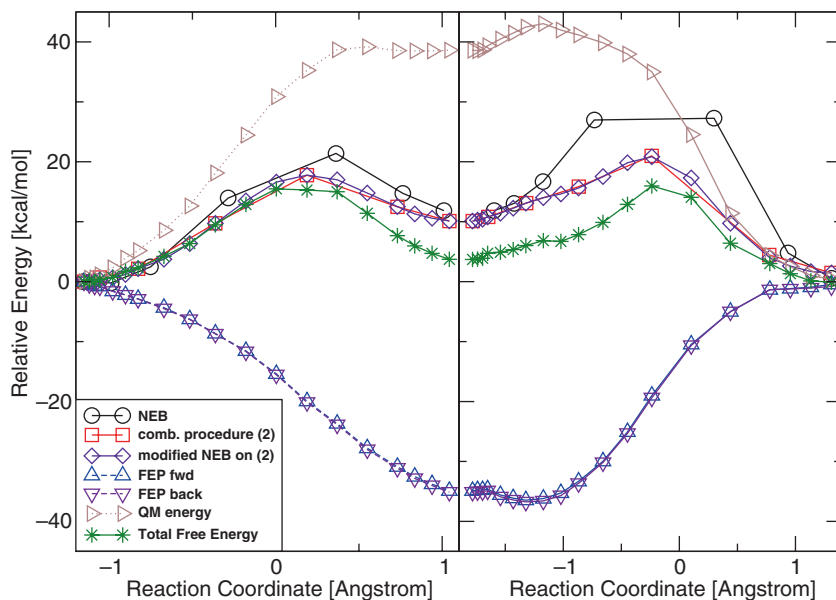 40
20
0
−20
−40
Relative Energy [kcal/mol]
NEB
comb. procedure (2)
modified NEB on (2)
FEP fwd
FEP back
QM energy
Total Free Energy
−1 0 1
−1 0 1
Reaction Coordinate [Angstrom]
Reaction Coordinate [Angstrom]